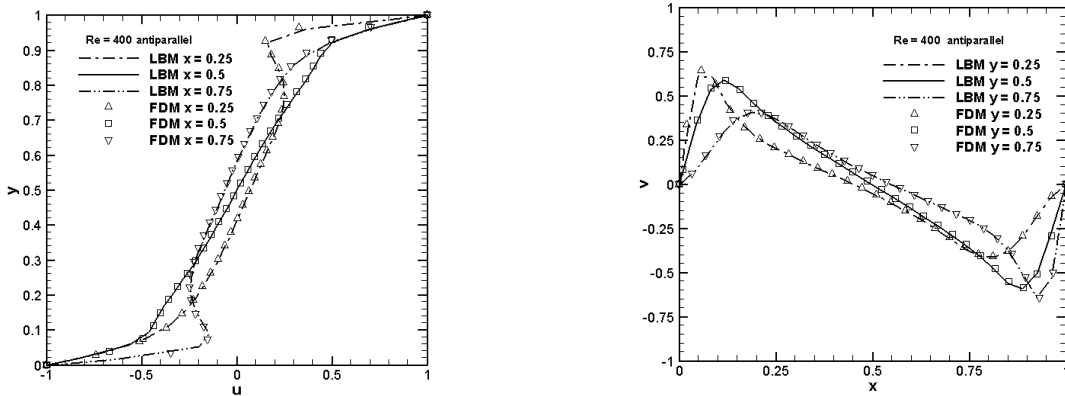 Re = 400 antiparallel
LBM x = 0.25
LBM x = 0.5
LBM x = 0.75
FDM x = 0.25
FDM x = 0.5
FDM x = 0.75
y
1
0.9
0.8
0.7
0.6
0.5
0.4
0.3
0.2
0.1
0
-1
-0.5
0
0.5
1
u
Re = 400 antiparallel
LBM y = 0.25
LBM y = 0.5
LBM y = 0.75
FDM y = 0.25
FDM y = 0.5
FDM y = 0.75
v
1
0.75
0.5
0.25
0
-0.25
-0.5
-0.75
-1
0
0.25
0.5
0.75
1
x